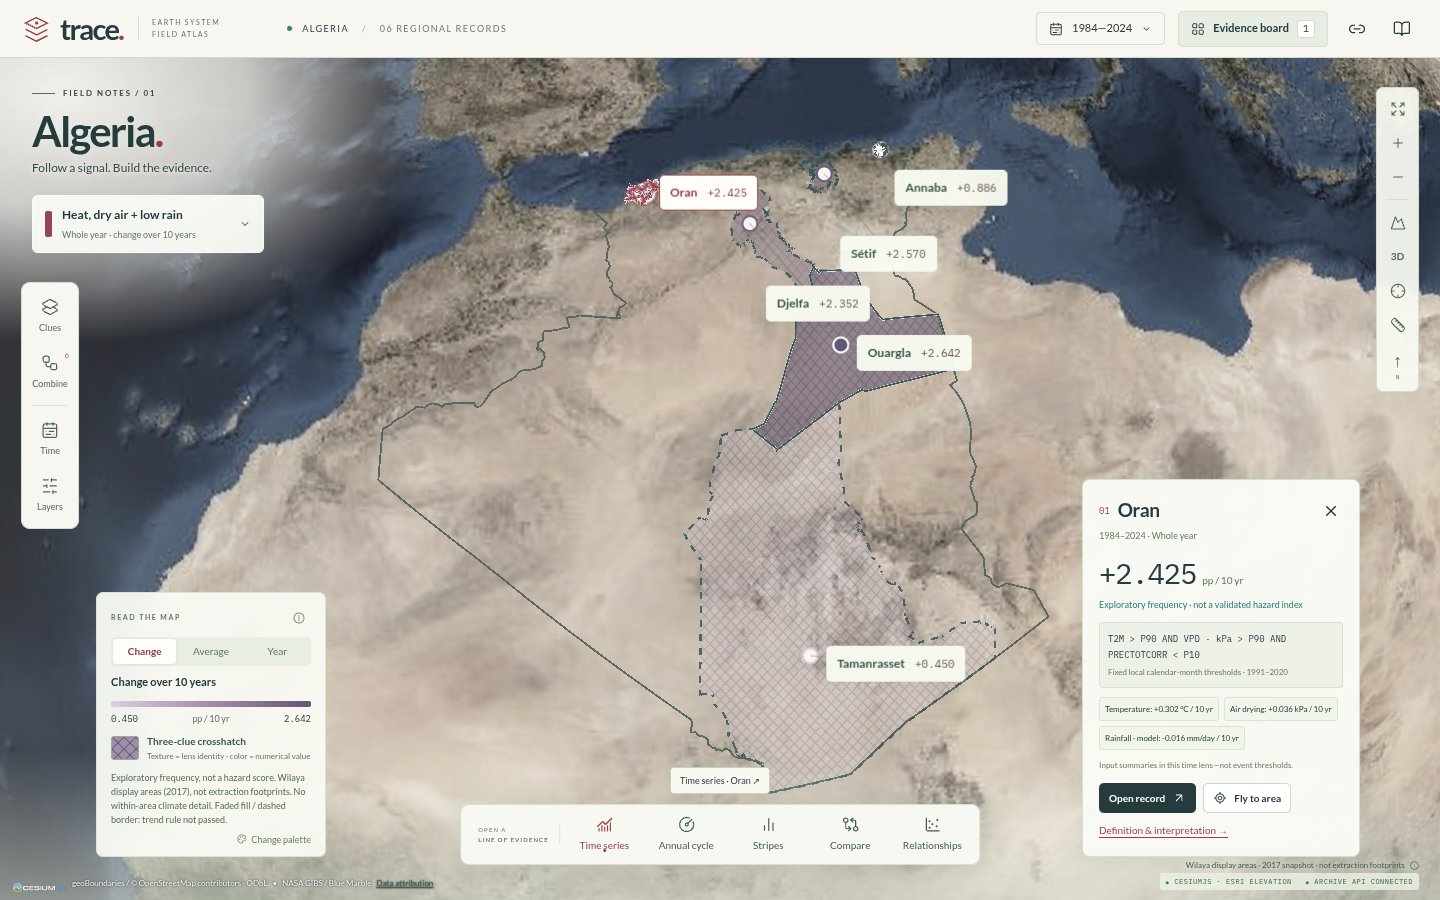 trace.
EARTH SYSTEM
FIELD ATLAS
ALGERIA / 06 REGIONAL RECORDS
1984—2024
Evidence board 1
FIELD NOTES / 01
Algeria.
Follow a signal. Build the evidence.
Heat, dry air + low rain
Whole year · change over 10 years
Clues
Combine 6
Time
Layers
3D
N
Oran +2.425
Annaba +0.886
Sétif +2.570
Djelfa +2.352
Ouargla +2.642
Tamanrasset +0.450
READ THE MAP
Change Average Year
Change over 10 years
0.450 pp / 10 yr 2.642
Three-clue crosshatch
Texture = lens identity · color = numerical value
Exploratory frequency, not a hazard score. Wilaya
display areas (2017), not extraction footprints. No
within-area climate detail. Faded fill / dashed
border: trend rule not passed.
Change palette
Time series · Oran ↗
OPEN A
LINE OF EVIDENCE
Time series Annual cycle Stripes Compare Relationships
01 Oran
1984–2024 · Whole year
+2.425 pp / 10 yr
Exploratory frequency · not a validated hazard index
T2M > P90 AND VPD · kPa > P90 AND
PRECTOTCORR < P10
Fixed local calendar-month thresholds · 1991–2020
Temperature: +0.302 °C / 10 yr
Air drying: +0.036 kPa / 10 yr
Rainfall · model: -0.016 mm/day / 10 yr
Input summaries in this time lens—not event thresholds.
Open record ↗
Fly to area
Definition & interpretation →
Wilaya display areas · 2017 snapshot · not extraction footprints
CESIUMJS · ESRI ELEVATION ARCHIVE API CONNECTED
CESIUM geoBoundaries / © OpenStreetMap contributors · ODbL • NASA GIBS / Blue Marble Data attribution